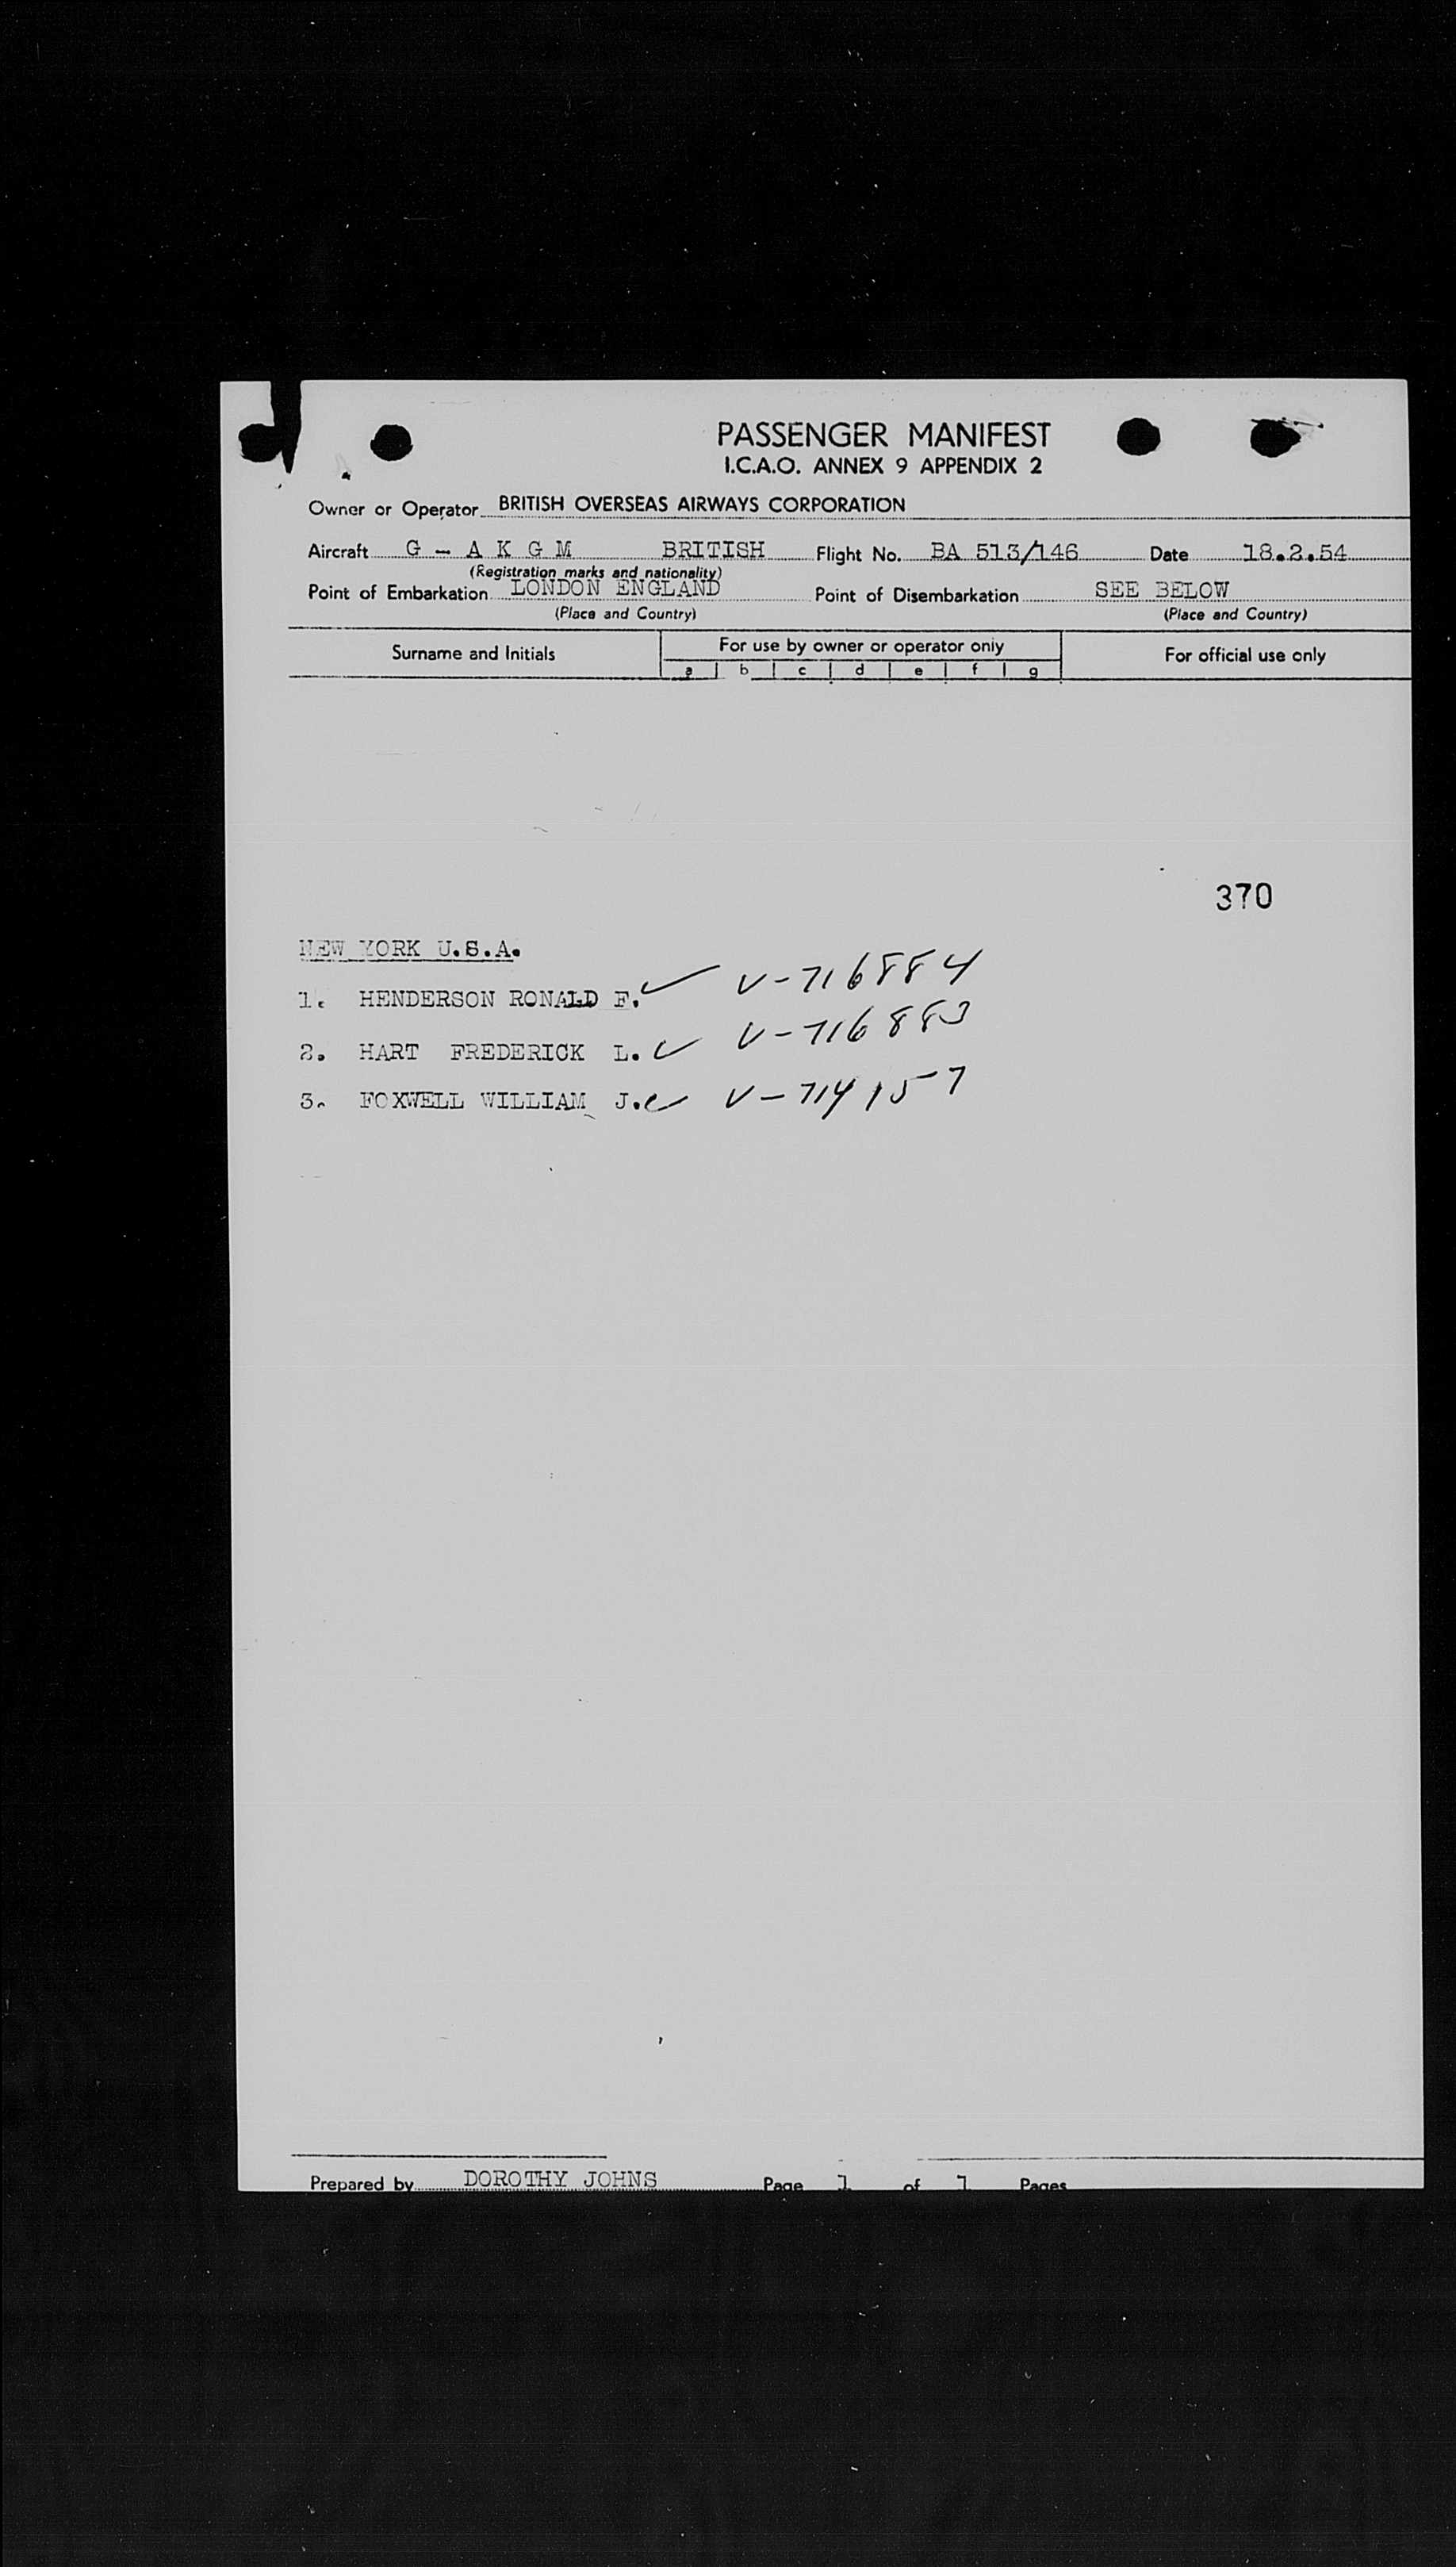 PASSENGER MANIFEST
I.C.A.O. ANNEX 9 APPENDIX 2
Owner or Operator BRITISH OVERSEAS AIRWAYS CORPORATION
Aircraft G - A K G M BRITISH Flight No. BA 513/146 Date 18.2.54
(Registration marks and nationality)
Point of Embarkation LONDON ENGLAND Point of Disembarkation SEE BELOW
(Place and Country) (Place and Country)
Surname and Initials For use by owner or operator only For official use only
a b c d e f g
370
NEW YORK U.S.A.
1. HENDERSON RONALD F. V-716884
2. HART FREDERICK L. V-716883
3. FOXWELL WILLIAM J. V-714157
Prepared by DOROTHY JOHNS Page 1 of 1 Pages